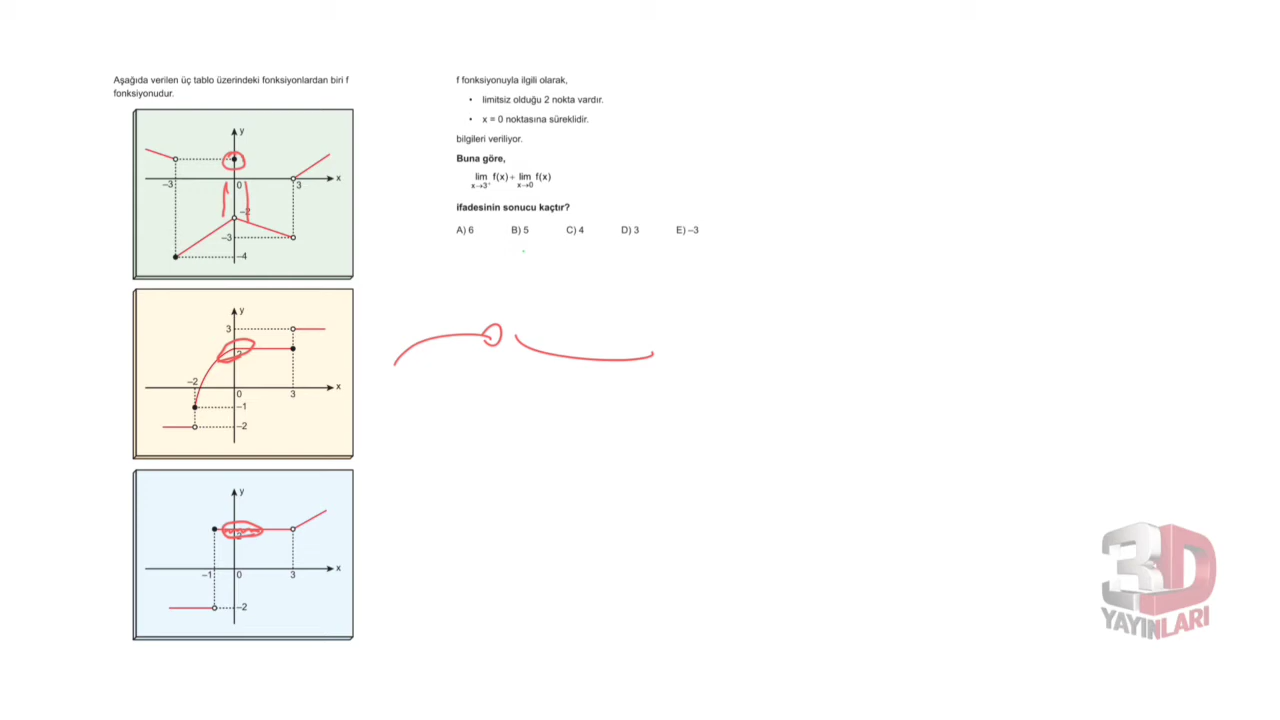 Aşağıda verilen üç tablo üzerindeki fonksiyonlardan biri f
fonksiyonudur.
y
–3
0
3
x
–2
–3
–4
y
3
2
–2
0
3
x
–1
–2
y
2
–1
0
3
x
–2
f fonksiyonuyla ilgili olarak,
• limitsiz olduğu 2 nokta vardır.
• x = 0 noktasına süreklidir.
bilgileri veriliyor.
Buna göre,
lim f(x) + lim f(x)
x→3⁺ x→0
ifadesinin sonucu kaçtır?
A) 6 B) 5 C) 4 D) 3 E) –3
3D
YAYINLARI